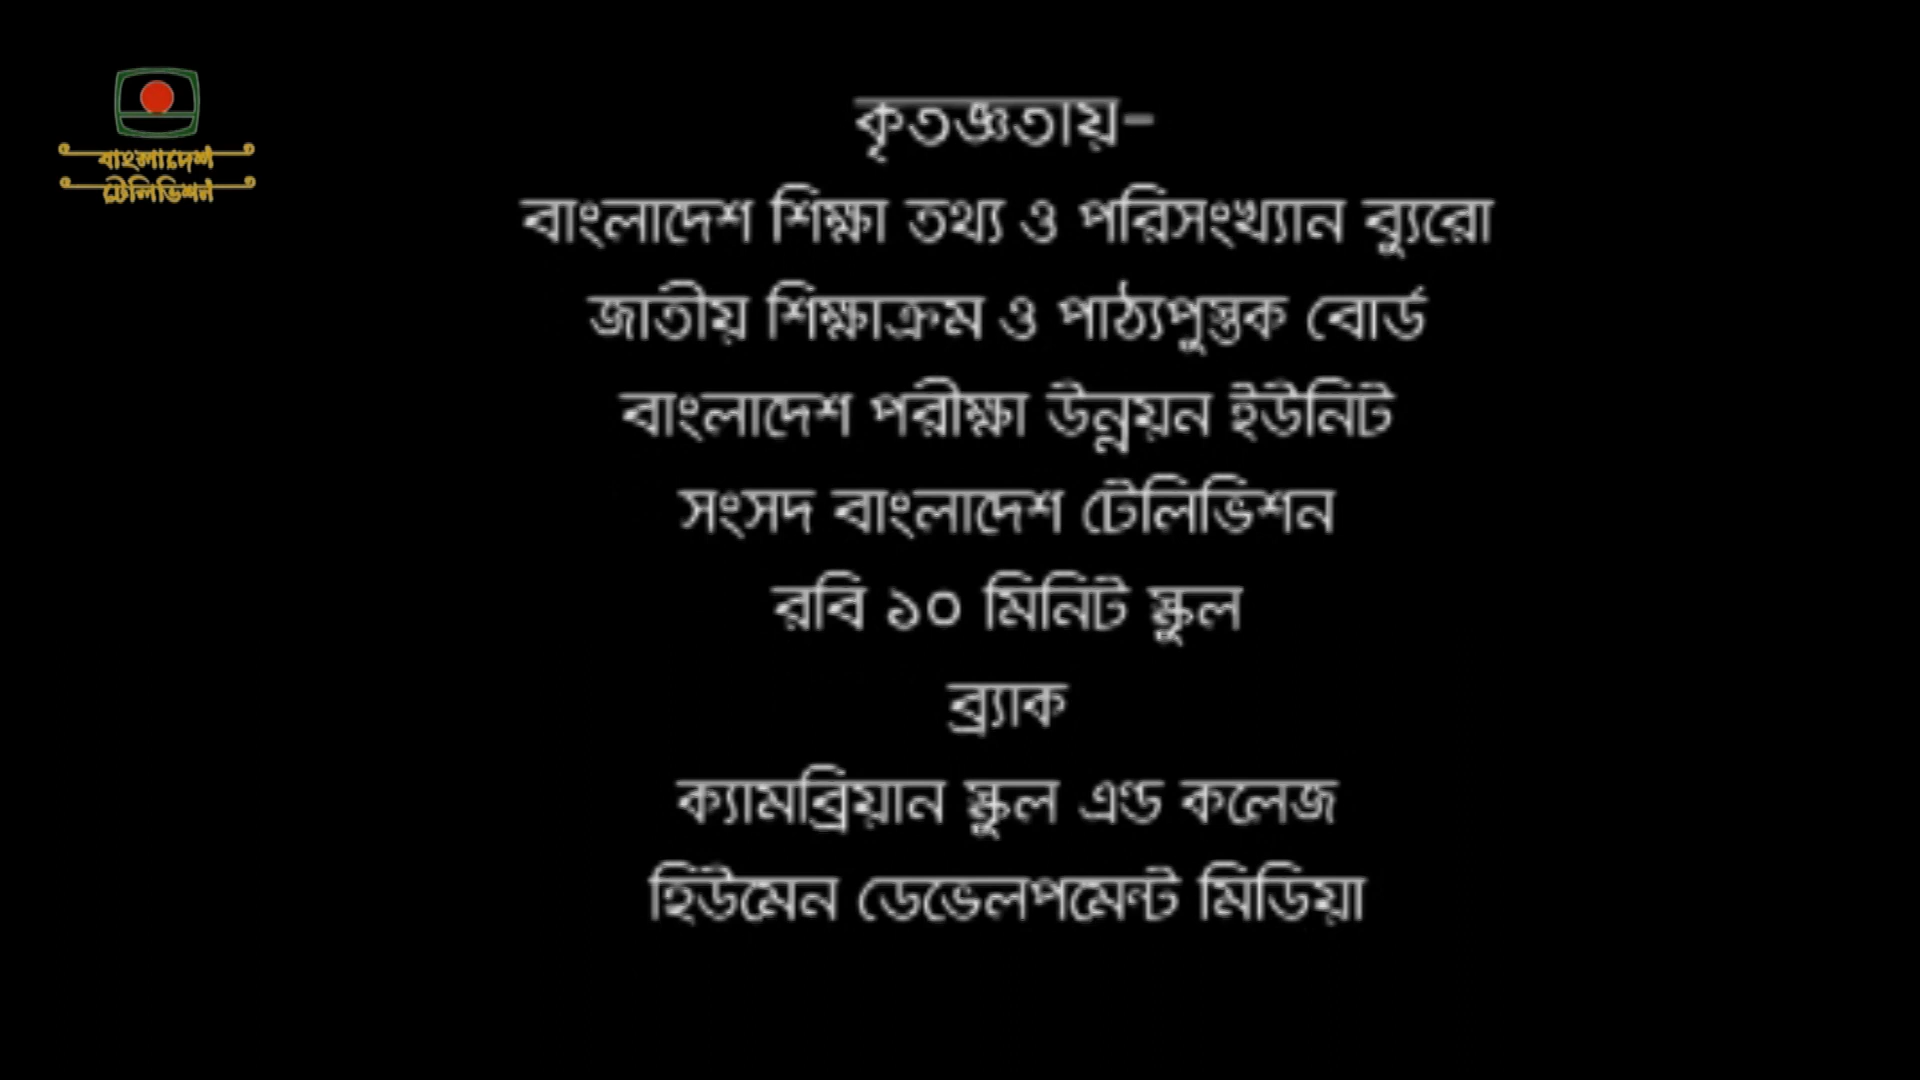 বাংলাদেশ
টেলিভিশন
কৃতজ্ঞতায়-
বাংলাদেশ শিক্ষা তথ্য ও পরিসংখ্যান ব্যুরো
জাতীয় শিক্ষাক্রম ও পাঠ্যপুস্তক বোর্ড
বাংলাদেশ পরীক্ষা উন্নয়ন ইউনিট
সংসদ বাংলাদেশ টেলিভিশন
রবি ১০ মিনিট স্কুল
ব্র্যাক
ক্যামব্রিয়ান স্কুল এণ্ড কলেজ
হিউমেন ডেভেলপমেন্ট মিডিয়া